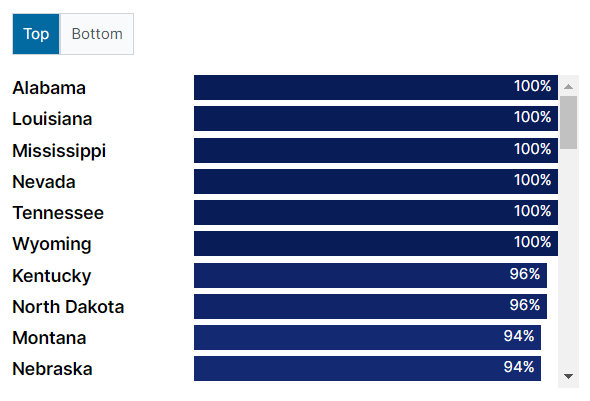 Top Bottom
Alabama 100%
Louisiana 100%
Mississippi 100%
Nevada 100%
Tennessee 100%
Wyoming 100%
Kentucky 96%
North Dakota 96%
Montana 94%
Nebraska 94%